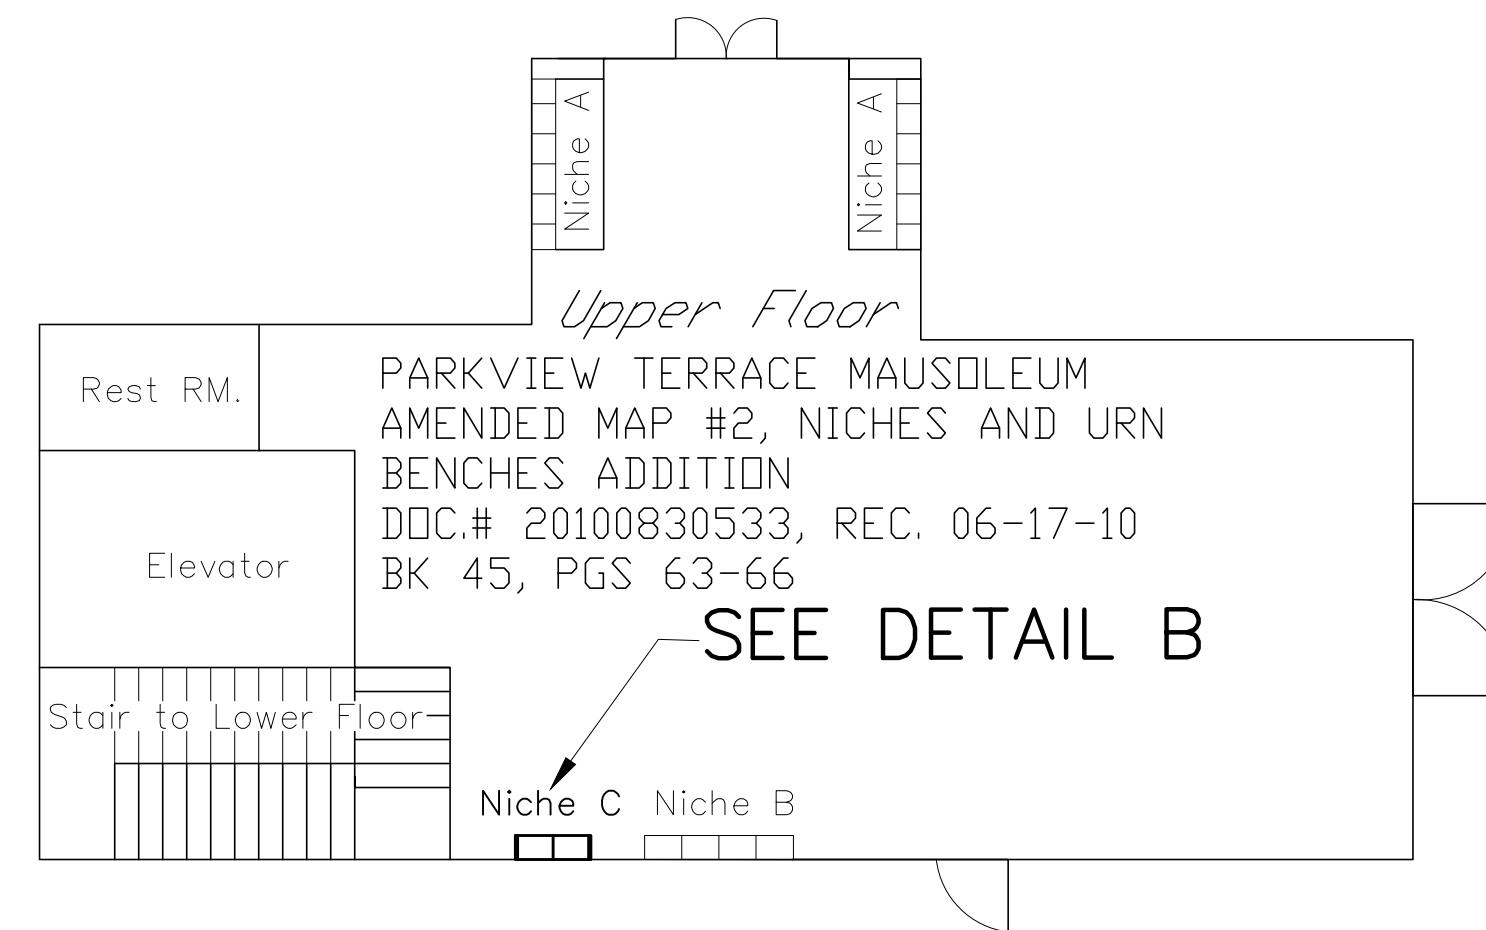 Niche A
Niche A
Upper Floor
PARKVIEW TERRACE MAUSOLEUM
AMENDED MAP #2, NICHES AND URN
BENCHES ADDITION
DOC.# 20100830533, REC. 06-17-10
BK 45, PGS 63-66
Rest RM.
Elevator
SEE DETAIL B
Stair to Lower Floor
Niche C
Niche B